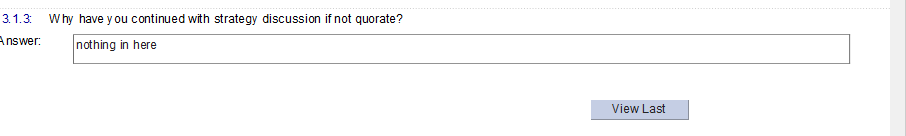 3.1.3: Why have you continued with strategy discussion if not quorate?
Answer: nothing in here
View Last